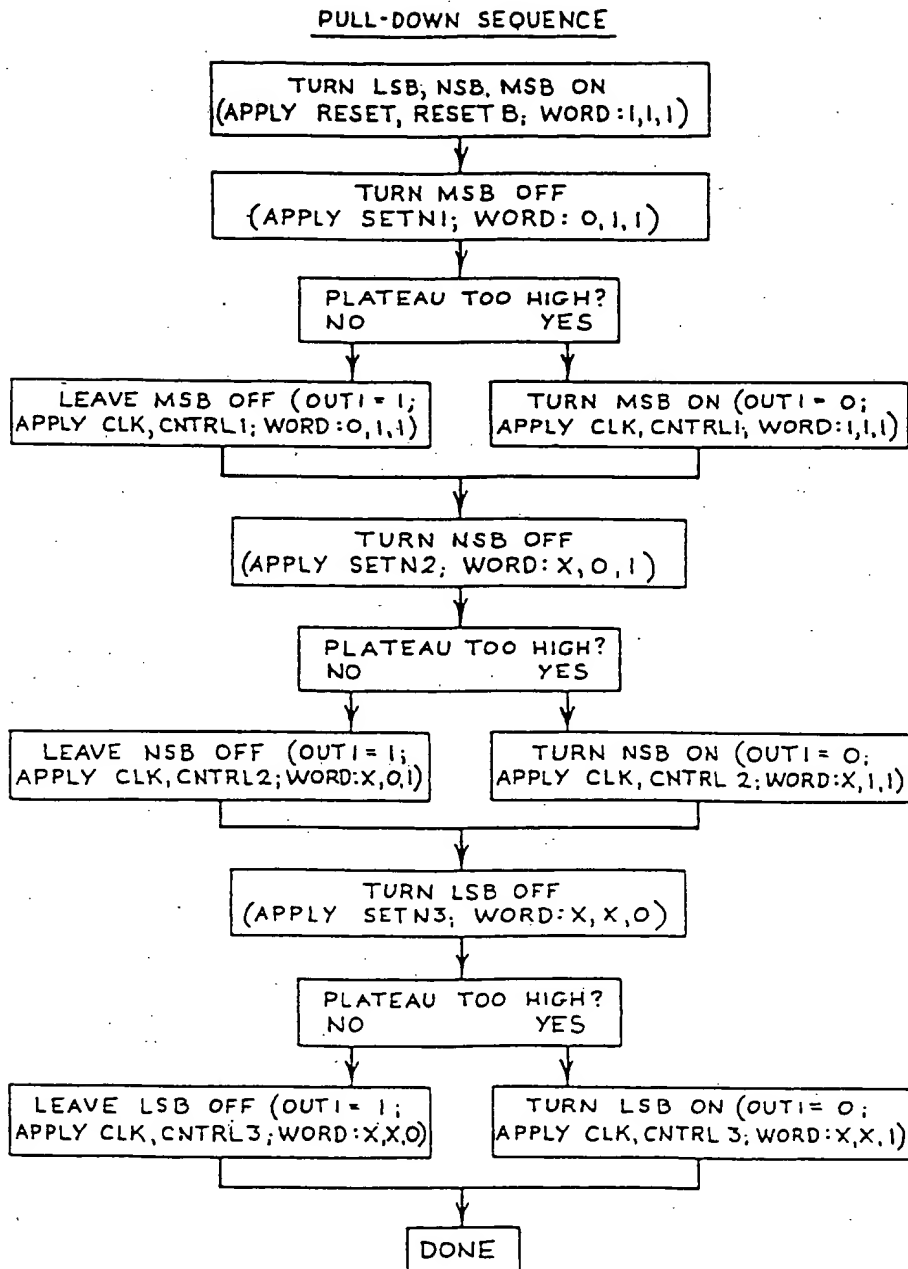 PULL-DOWN SEQUENCE
TURN LSB, NSB, MSB ON
(APPLY RESET, RESET B; WORD:1,1,1)
TURN MSB OFF
(APPLY SETN1; WORD: 0,1,1)
PLATEAU TOO HIGH?
NO YES
LEAVE MSB OFF (OUT1 = 1;
APPLY CLK, CNTRL1; WORD:0,1,1)
TURN MSB ON (OUT1 = 0;
APPLY CLK, CNTRL1, WORD:1,1,1)
TURN NSB OFF
(APPLY SETN2; WORD: X, 0, 1)
PLATEAU TOO HIGH?
NO YES
LEAVE NSB OFF (OUT1 = 1;
APPLY CLK, CNTRL2; WORD:X,0,1)
TURN NSB ON (OUT1 = 0;
APPLY CLK, CNTRL 2; WORD:X,1,1)
TURN LSB OFF
(APPLY SETN3; WORD: X, X, 0)
PLATEAU TOO HIGH?
NO YES
LEAVE LSB OFF (OUT1 = 1;
APPLY CLK, CNTRL3; WORD:X,X,0)
TURN LSB ON (OUT1 = 0;
APPLY CLK, CNTRL 3; WORD:X,X,1)
DONE